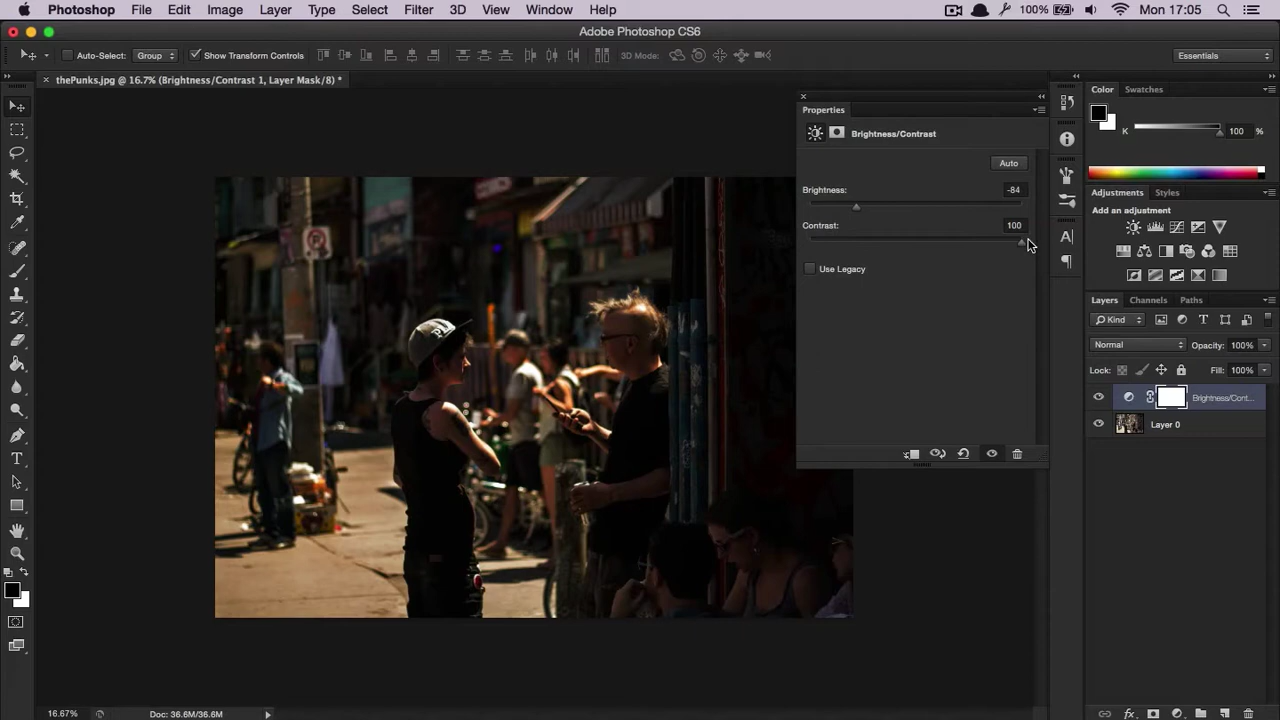 Photoshop File Edit Image Layer Type Select Filter 3D View Window Help 100% Mon 17:05
Adobe Photoshop CS6
Auto-Select: Group Show Transform Controls 3D Mode: Essentials
thePunks.jpg @ 16.7% (Brightness/Contrast 1, Layer Mask/8) *
Properties
Brightness/Contrast
Auto
Brightness: -84
Contrast: 100
Use Legacy
Color Swatches
K 100 %
Adjustments Styles
Add an adjustment
Layers Channels Paths
Kind
Normal Opacity: 100%
Lock: Fill: 100%
Brightness/Cont...
Layer 0
P
16.67% Doc: 36.6M/36.6M